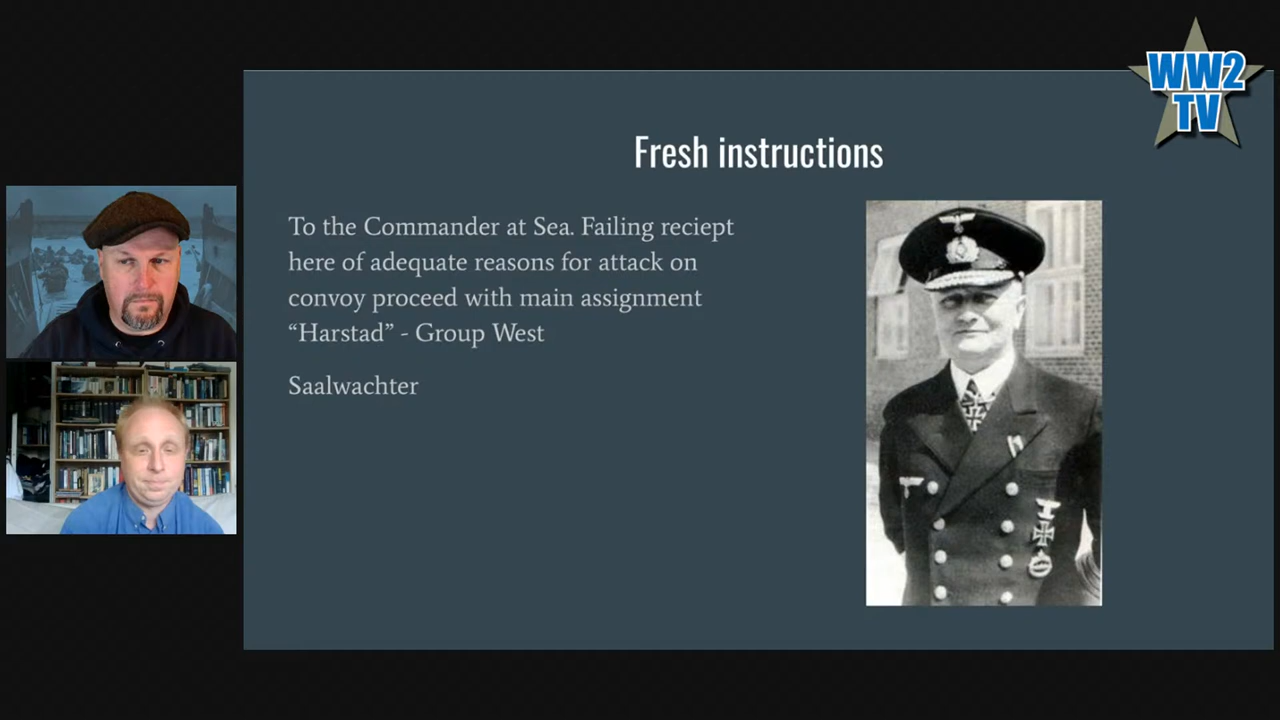 WW2
TV
Fresh instructions
To the Commander at Sea. Failing reciept
here of adequate reasons for attack on
convoy proceed with main assignment
“Harstad” - Group West
Saalwachter